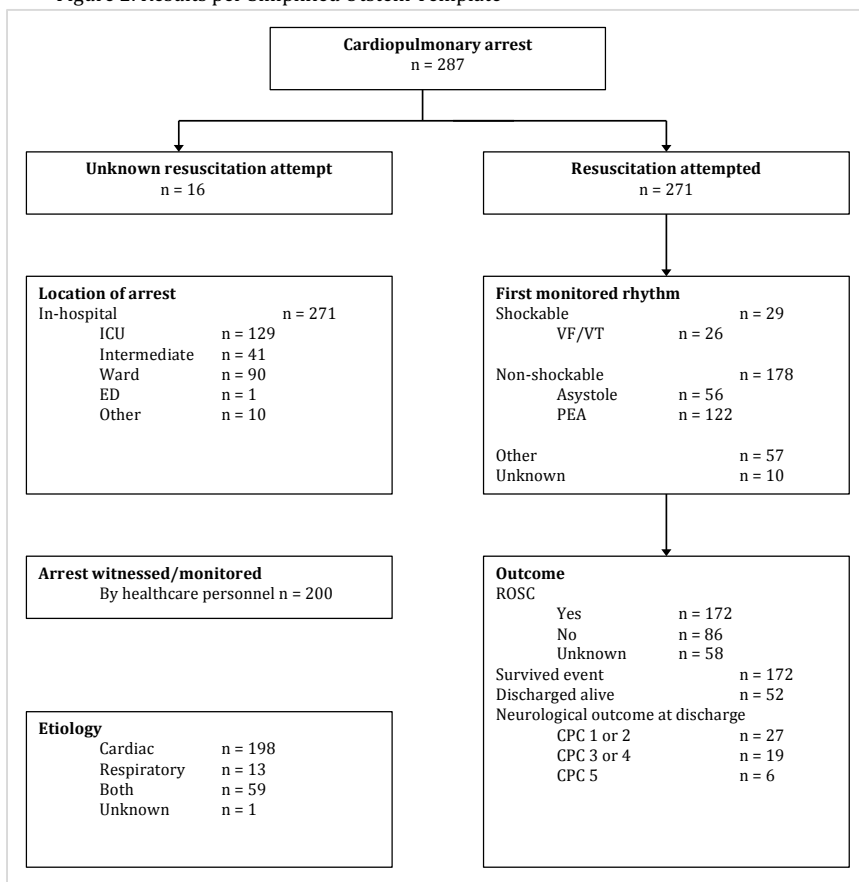 Figure 2. Results per Simplified Utstein Template
Cardiopulmonary arrest
n = 287
Unknown resuscitation attempt
n = 16
Resuscitation attempted
n = 271
Location of arrest
In-hospital n = 271
ICU n = 129
Intermediate n = 41
Ward n = 90
ED n = 1
Other n = 10
First monitored rhythm
Shockable n = 29
VF/VT n = 26
Non-shockable n = 178
Asystole n = 56
PEA n = 122
Other n = 57
Unknown n = 10
Arrest witnessed/monitored
By healthcare personnel n = 200
Outcome
ROSC
Yes n = 172
No n = 86
Unknown n = 58
Survived event n = 172
Discharged alive n = 52
Neurological outcome at discharge
CPC 1 or 2 n = 27
CPC 3 or 4 n = 19
CPC 5 n = 6
Etiology
Cardiac n = 198
Respiratory n = 13
Both n = 59
Unknown n = 1